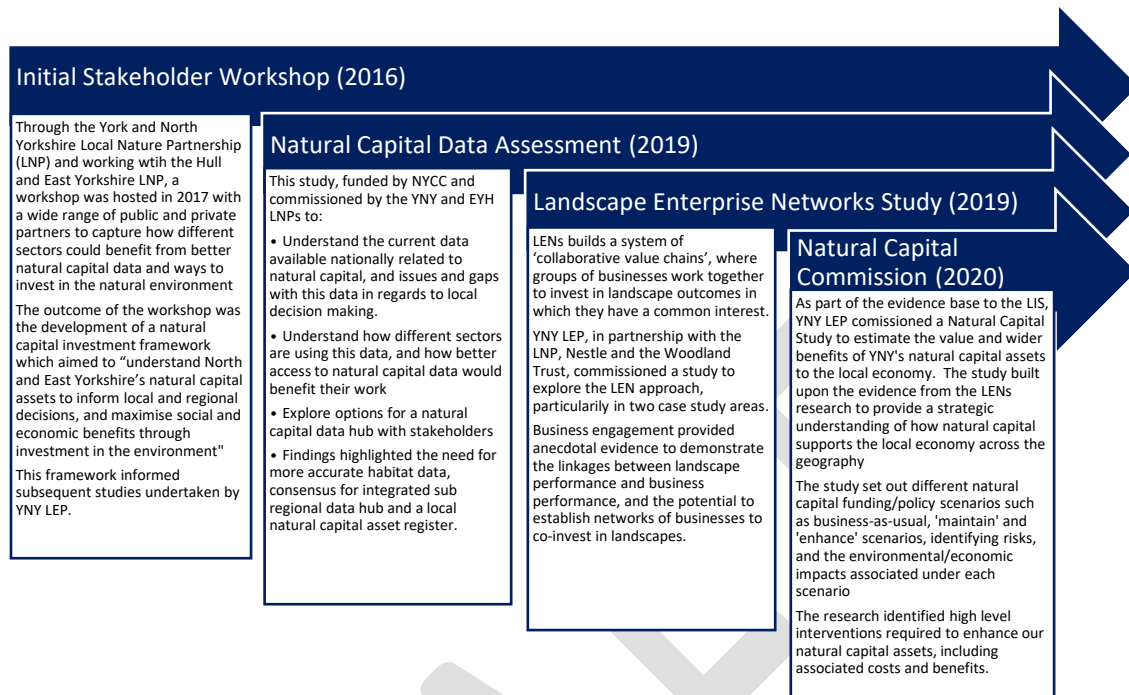 Initial Stakeholder Workshop (2016)
Through the York and North
Yorkshire Local Nature Partnership
(LNP) and working wtih the Hull
and East Yorkshire LNP, a
workshop was hosted in 2017 with
a wide range of public and private
partners to capture how different
sectors could benefit from better
natural capital data and ways to
invest in the natural environment
The outcome of the workshop was
the development of a natural
capital investment framework
which aimed to “understand North
and East Yorkshire’s natural capital
assets to inform local and regional
decisions, and maximise social and
economic benefits through
investment in the environment"
This framework informed
subsequent studies undertaken by
YNY LEP.
Natural Capital Data Assessment (2019)
This study, funded by NYCC and
commissioned by the YNY and EYH
LNPs to:
• Understand the current data
available nationally related to
natural capital, and issues and gaps
with this data in regards to local
decision making.
• Understand how different sectors
are using this data, and how better
access to natural capital data would
benefit their work
• Explore options for a natural
capital data hub with stakeholders
• Findings highlighted the need for
more accurate habitat data,
consensus for integrated sub
regional data hub and a local
natural capital asset register.
Landscape Enterprise Networks Study (2019)
LENs builds a system of
‘collaborative value chains’, where
groups of businesses work together
to invest in landscape outcomes in
which they have a common interest.
YNY LEP, in partnership with the
LNP, Nestle and the Woodland
Trust, commissioned a study to
explore the LEN approach,
particularly in two case study areas.
Business engagement provided
anecdotal evidence to demonstrate
the linkages between landscape
performance and business
performance, and the potential to
establish networks of businesses to
co-invest in landscapes.
Natural Capital
Commission (2020)
As part of the evidence base to the LIS,
YNY LEP comissioned a Natural Capital
Study to estimate the value and wider
benefits of YNY's natural capital assets
to the local economy. The study built
upon the evidence from the LENs
research to provide a strategic
understanding of how natural capital
supports the local economy across the
geography
The study set out different natural
capital funding/policy scenarios such
as business-as-usual, 'maintain' and
'enhance' scenarios, identifying risks,
and the environmental/economic
impacts associated under each
scenario
The research identified high level
interventions required to enhance our
natural capital assets, including
associated costs and benefits.